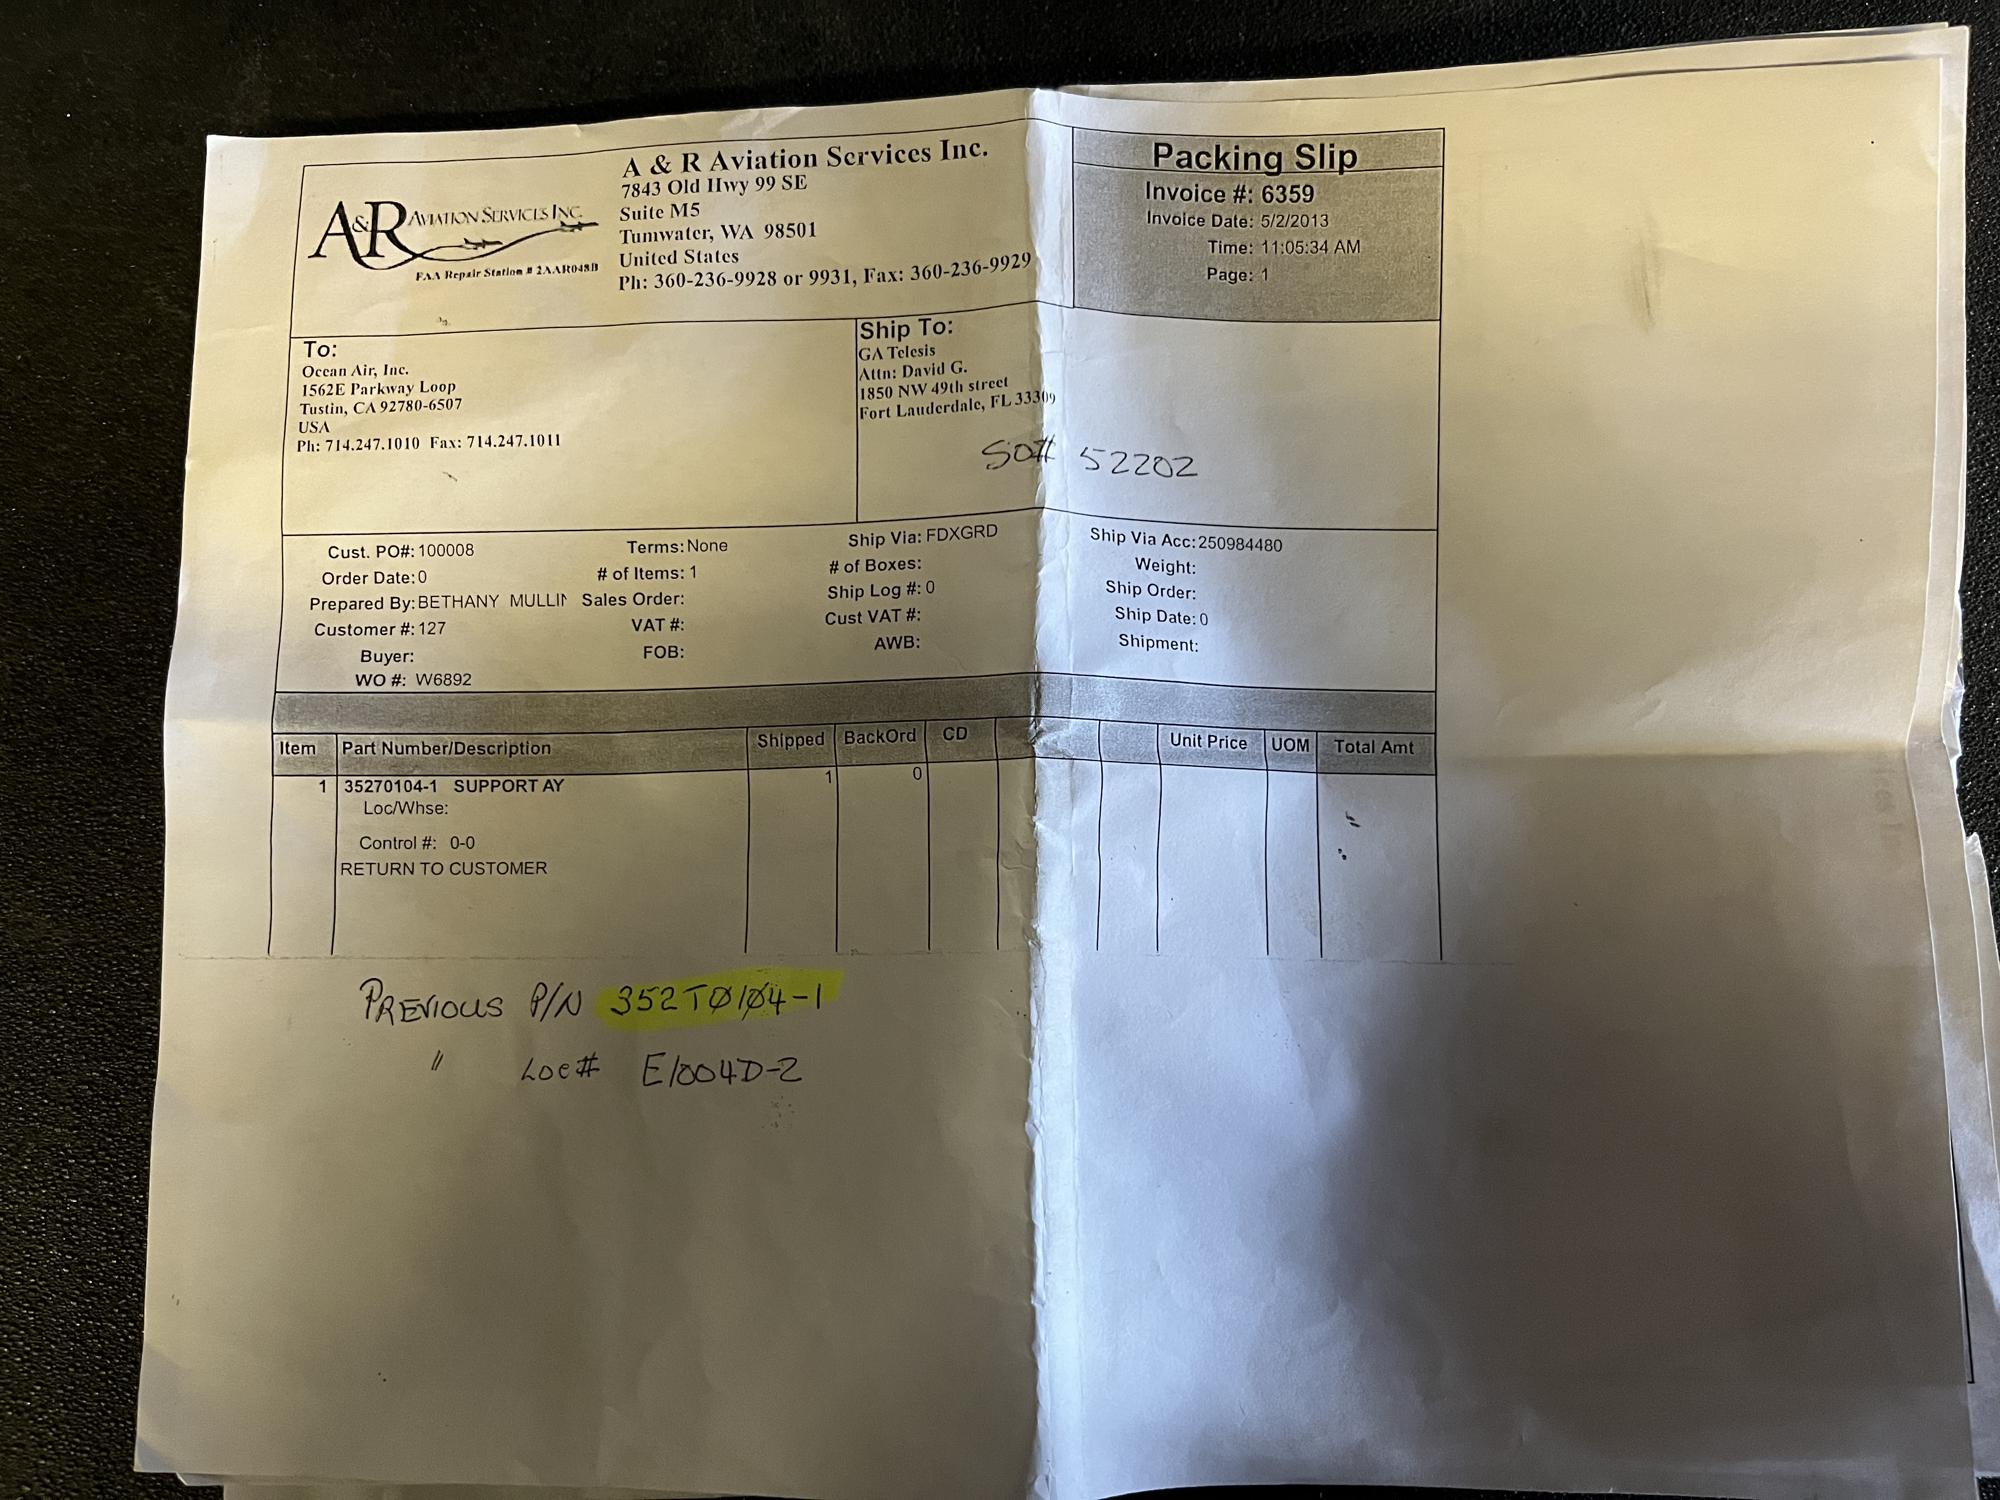 A&R AVIATION SERVICES INC.
FAA Repair Station # 2AAR048B
A & R Aviation Services Inc.
7843 Old Hwy 99 SE
Suite M5
Tumwater, WA 98501
United States
Ph: 360-236-9928 or 9931, Fax: 360-236-9929
Packing Slip
Invoice #: 6359
Invoice Date: 5/2/2013
Time: 11:05:34 AM
Page: 1
To:
Ocean Air, Inc.
1562E Parkway Loop
Tustin, CA 92780-6507
USA
Ph: 714.247.1010 Fax: 714.247.1011
Ship To:
GA Telesis
Attn: David G.
1850 NW 49th street
Fort Lauderdale, FL 33309
SO# 52202
Cust. PO#: 100008 Terms: None Ship Via: FDXGRD Ship Via Acc: 250984480
Order Date: 0 # of Items: 1 # of Boxes: Weight:
Prepared By: BETHANY MULLIN Sales Order: Ship Log #: 0 Ship Order:
Customer #: 127 VAT #: Cust VAT #: Ship Date: 0
Buyer: FOB: AWB: Shipment:
WO #: W6892
Item Part Number/Description Shipped BackOrd CD Unit Price UOM Total Amt
1 35270104-1 SUPPORT AY 1 0
Loc/Whse:
Control #: 0-0
RETURN TO CUSTOMER
PREVIOUS P/N 352T0104-1
" Loc# E1004D-2